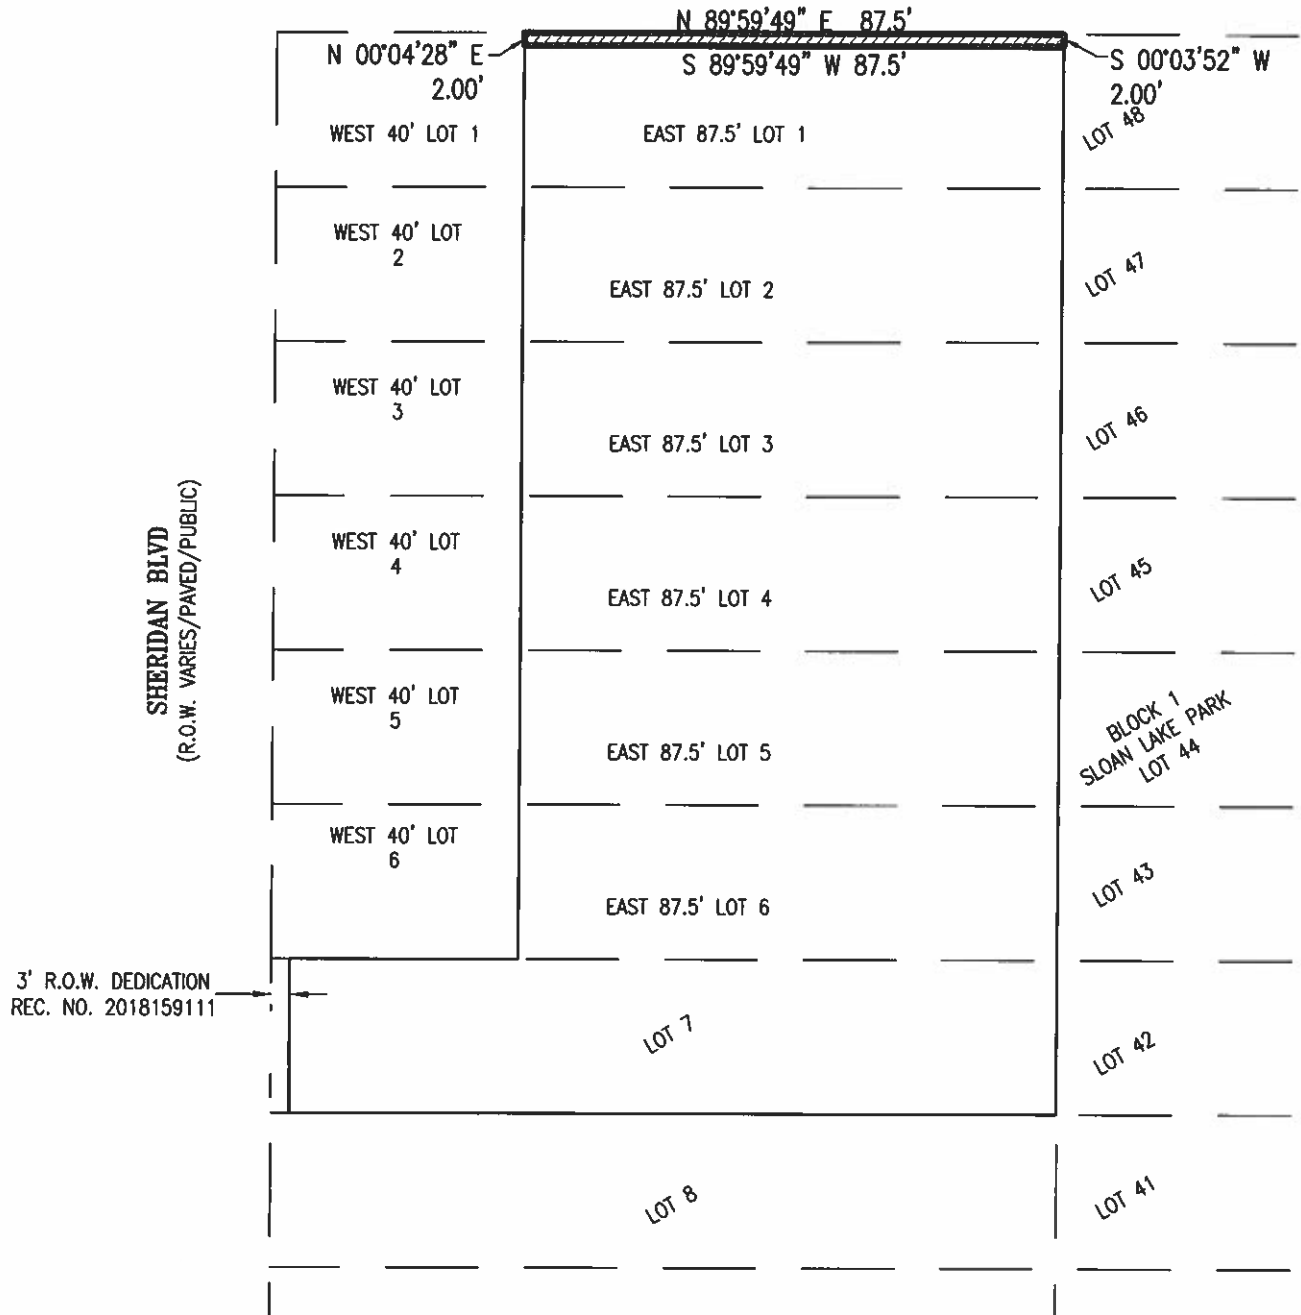 N 89°59'49" E 87.5'
N 00°04'28" E
2.00'
S 89°59'49" W 87.5'
S 00°03'52" W
2.00'
WEST 40' LOT 1
EAST 87.5' LOT 1
LOT 48
WEST 40' LOT
2
EAST 87.5' LOT 2
LOT 47
WEST 40' LOT
3
EAST 87.5' LOT 3
LOT 46
SHERIDAN BLVD
(R.O.W. VARIES/PAVED/PUBLIC)
WEST 40' LOT
4
EAST 87.5' LOT 4
LOT 45
WEST 40' LOT
5
EAST 87.5' LOT 5
BLOCK 1
SLOAN LAKE PARK
LOT 44
WEST 40' LOT
6
EAST 87.5' LOT 6
LOT 43
3' R.O.W. DEDICATION
REC. NO. 2018159111
LOT 7
LOT 42
LOT 8
LOT 41